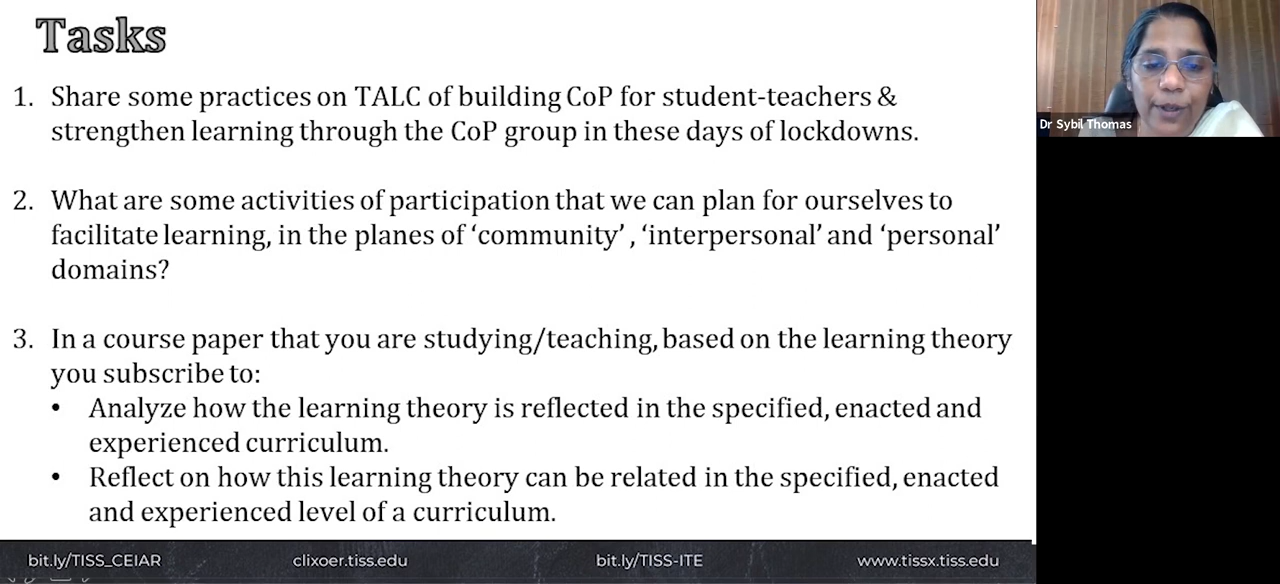 Tasks
1. Share some practices on TALC of building CoP for student-teachers &
strengthen learning through the CoP group in these days of lockdowns.
2. What are some activities of participation that we can plan for ourselves to
facilitate learning, in the planes of ‘community’ , ‘interpersonal’ and ‘personal’
domains?
3. In a course paper that you are studying/teaching, based on the learning theory
you subscribe to:
• Analyze how the learning theory is reflected in the specified, enacted and
experienced curriculum.
• Reflect on how this learning theory can be related in the specified, enacted
and experienced level of a curriculum.
bit.ly/TISS_CEIAR clixoer.tiss.edu bit.ly/TISS-ITE www.tissx.tiss.edu
Dr Sybil Thomas